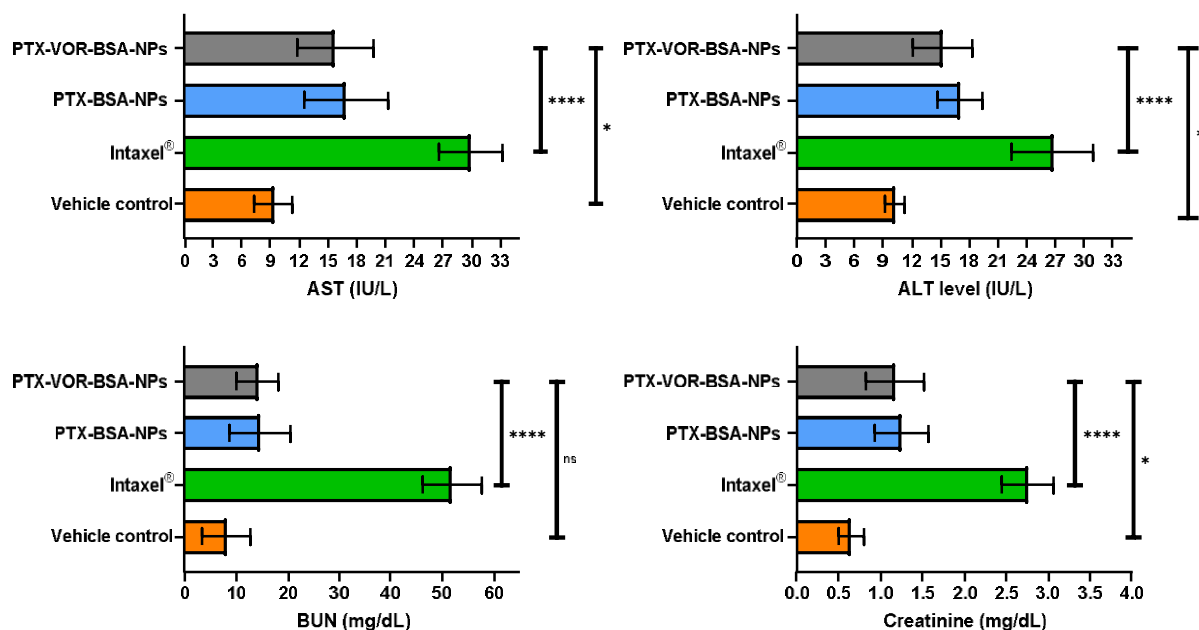 PTX-VOR-BSA-NPs
PTX-BSA-NPs
Intaxel®
Vehicle control
****
*
0 3 6 9 12 15 18 21 24 27 30 33
AST (IU/L)
PTX-VOR-BSA-NPs
PTX-BSA-NPs
Intaxel®
Vehicle control
****
*
0 3 6 9 12 15 18 21 24 27 30 33
ALT level (IU/L)
PTX-VOR-BSA-NPs
PTX-BSA-NPs
Intaxel®
Vehicle control
****
ns
0 10 20 30 40 50 60
BUN (mg/dL)
PTX-VOR-BSA-NPs
PTX-BSA-NPs
Intaxel®
Vehicle control
****
*
0.0 0.5 1.0 1.5 2.0 2.5 3.0 3.5 4.0
Creatinine (mg/dL)